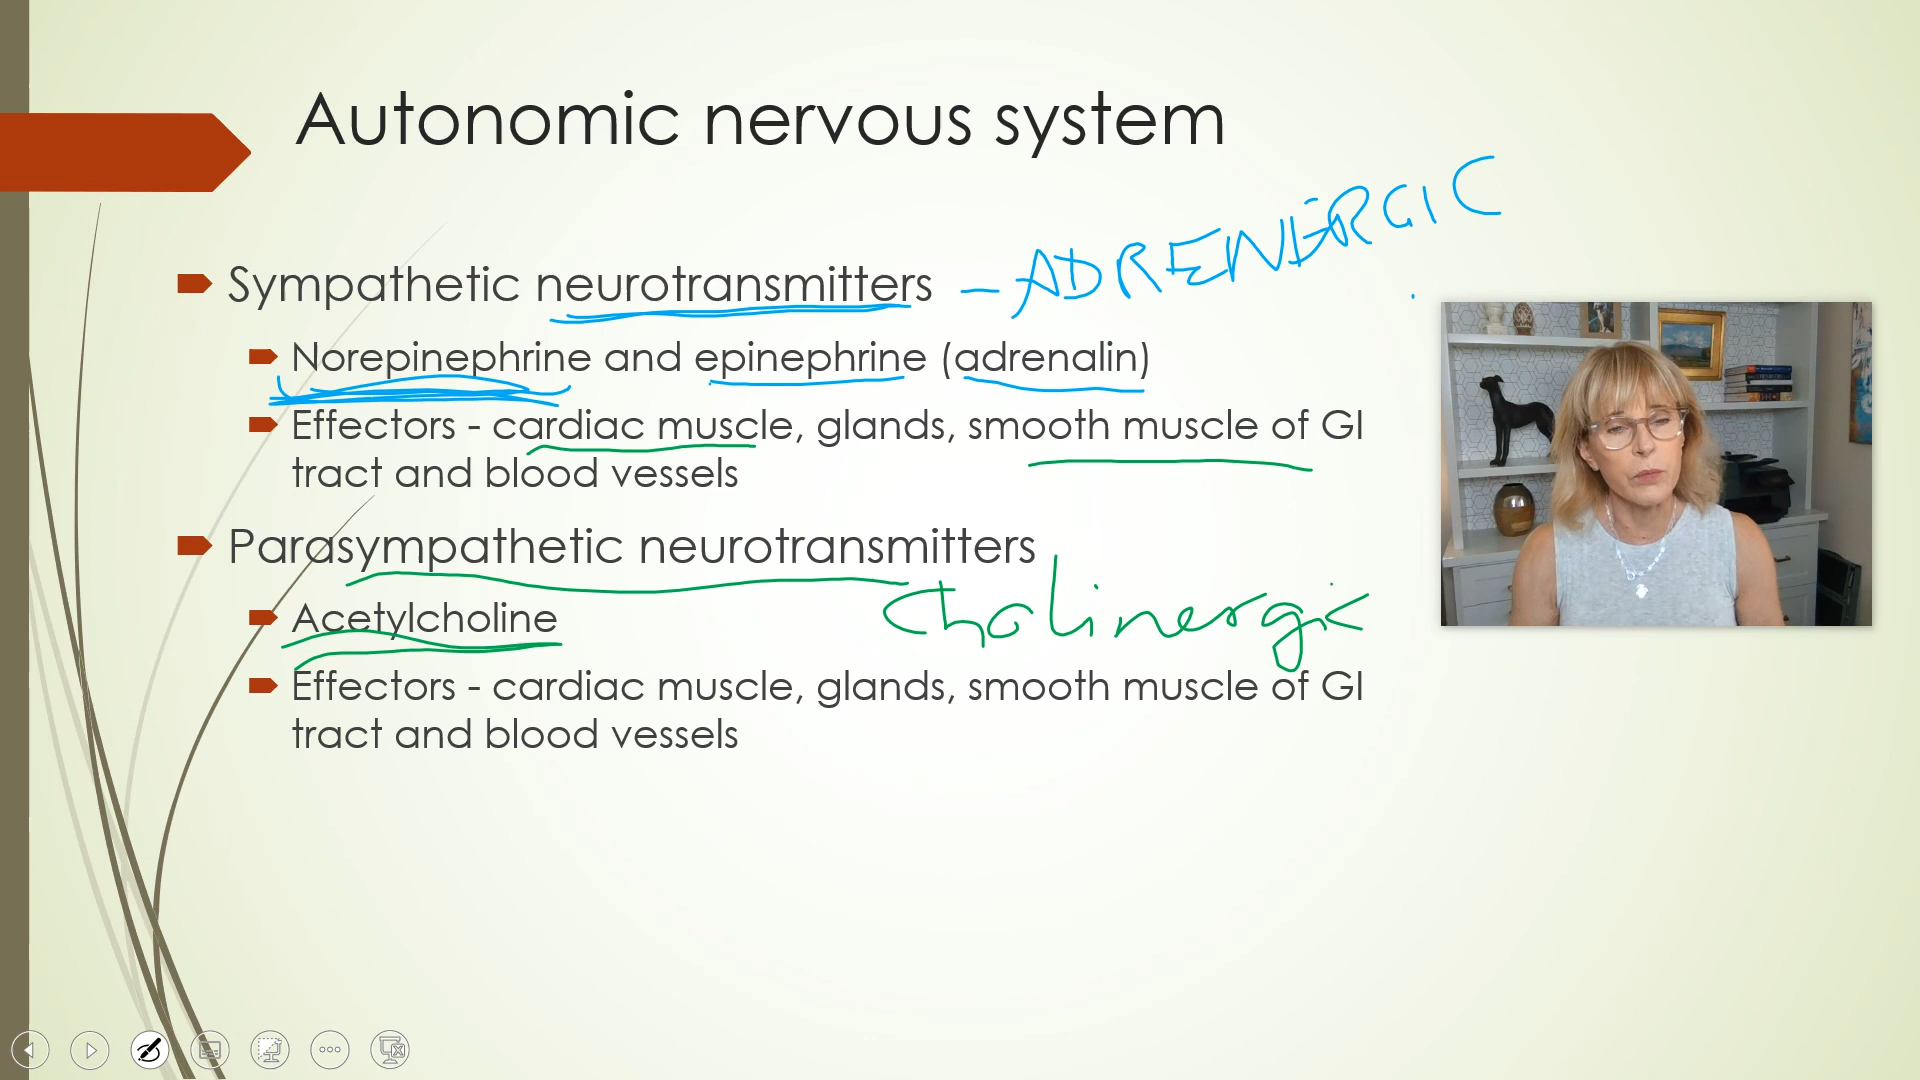 Autonomic nervous system
Sympathetic neurotransmitters - ADRENERGIC
Norepinephrine and epinephrine (adrenalin)
Effectors - cardiac muscle, glands, smooth muscle of GI
tract and blood vessels
Parasympathetic neurotransmitters
Cholinergic
Acetylcholine
Effectors - cardiac muscle, glands, smooth muscle of GI
tract and blood vessels